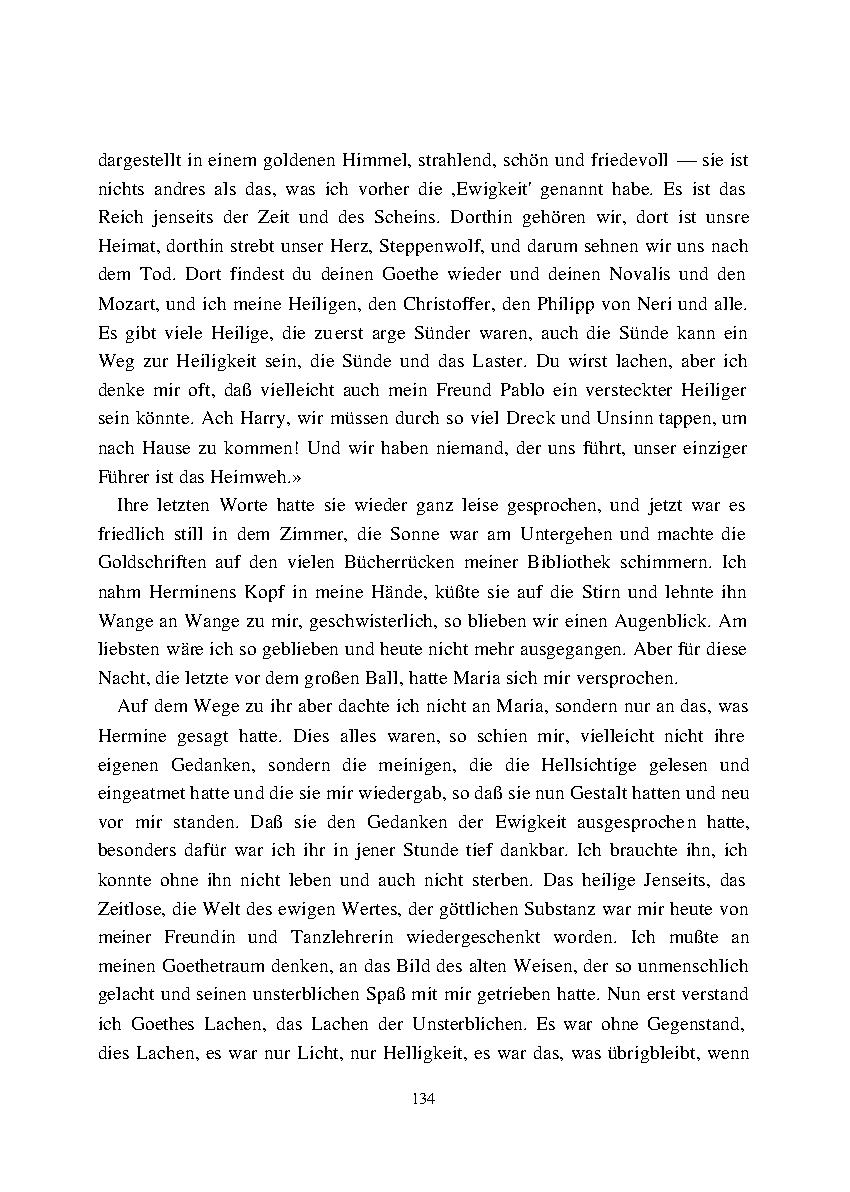 dargestellt in einem goldenen Himmel, strahlend, schön und friedevoll — sie ist
nichts andres als das, was ich vorher die ‚Ewigkeit' genannt habe. Es ist das
Reich jenseits der Zeit und des Scheins. Dorthin gehören wir, dort ist unsre
Heimat, dorthin strebt unser Herz, Steppenwolf, und darum sehnen wir uns nach
dem Tod. Dort findest du deinen Goethe wieder und deinen Novalis und den
Mozart, und ich meine Heiligen, den Christoffer, den Philipp von Neri und alle.
Es gibt viele Heilige, die zuerst arge Sünder waren, auch die Sünde kann ein
Weg zur Heiligkeit sein, die Sünde und das Laster. Du wirst lachen, aber ich
denke mir oft, daß vielleicht auch mein Freund Pablo ein versteckter Heiliger
sein könnte. Ach Harry, wir müssen durch so viel Dreck und Unsinn tappen, um
nach Hause zu kommen! Und wir haben niemand, der uns führt, unser einziger
Führer ist das Heimweh.»
Ihre letzten Worte hatte sie wieder ganz leise gesprochen, und jetzt war es
friedlich still in dem Zimmer, die Sonne war am Untergehen und machte die
Goldschriften auf den vielen Bücherrücken meiner Bibliothek schimmern. Ich
nahm Herminens Kopf in meine Hände, küßte sie auf die Stirn und lehnte ihn
Wange an Wange zu mir, geschwisterlich, so blieben wir einen Augenblick. Am
liebsten wäre ich so geblieben und heute nicht mehr ausgegangen. Aber für diese
Nacht, die letzte vor dem großen Ball, hatte Maria sich mir versprochen.
Auf dem Wege zu ihr aber dachte ich nicht an Maria, sondern nur an das, was
Hermine gesagt hatte. Dies alles waren, so schien mir, vielleicht nicht ihre
eigenen Gedanken, sondern die meinigen, die die Hellsichtige gelesen und
eingeatmet hatte und die sie mir wiedergab, so daß sie nun Gestalt hatten und neu
vor mir standen. Daß sie den Gedanken der Ewigkeit ausgesprochen hatte,
besonders dafür war ich ihr in jener Stunde tief dankbar. Ich brauchte ihn, ich
konnte ohne ihn nicht leben und auch nicht sterben. Das heilige Jenseits, das
Zeitlose, die Welt des ewigen Wertes, der göttlichen Substanz war mir heute von
meiner Freundin und Tanzlehrerin wiedergeschenkt worden. Ich mußte an
meinen Goethetraum denken, an das Bild des alten Weisen, der so unmenschlich
gelacht und seinen unsterblichen Spaß mit mir getrieben hatte. Nun erst verstand
ich Goethes Lachen, das Lachen der Unsterblichen. Es war ohne Gegenstand,
dies Lachen, es war nur Licht, nur Helligkeit, es war das, was übrigbleibt, wenn
134